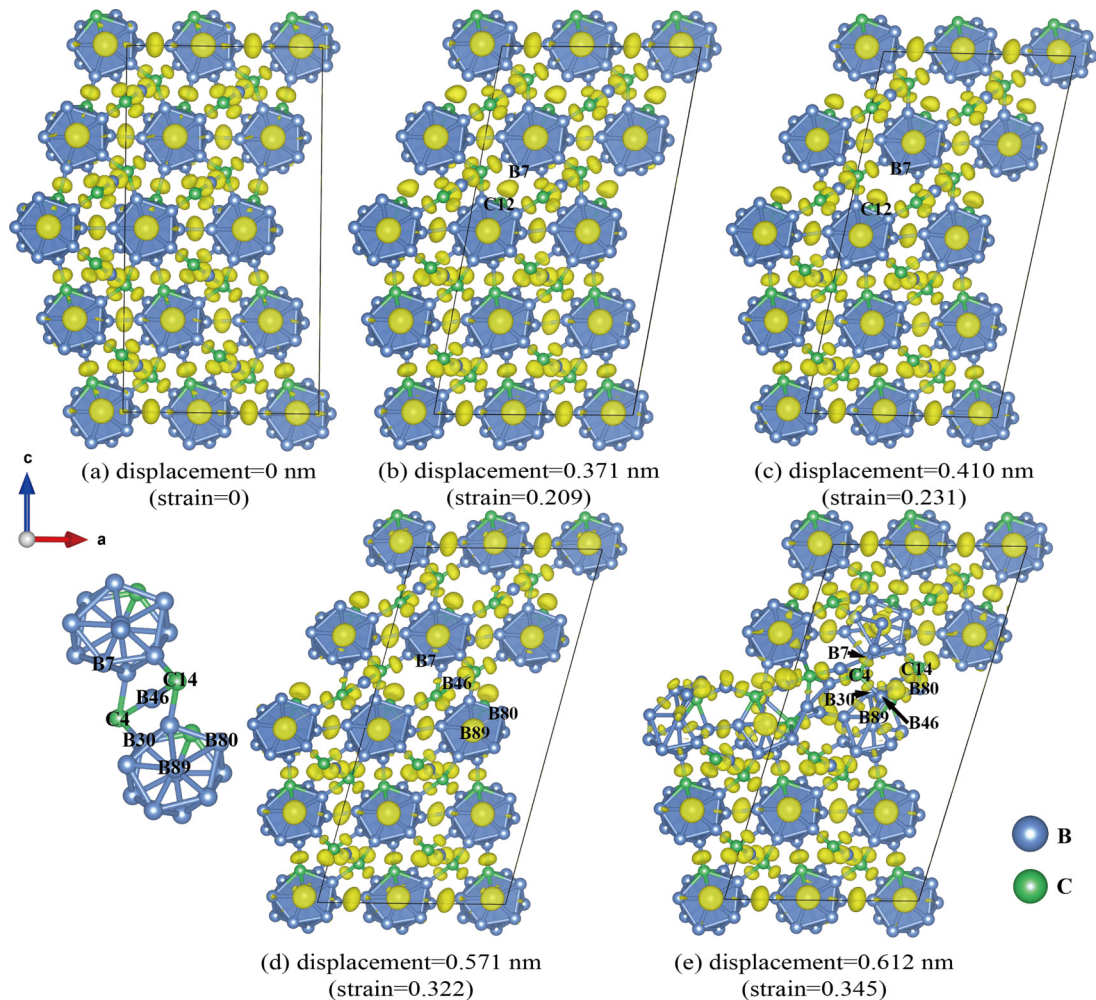 B7
C12
B7
C12
(a) displacement=0 nm
(strain=0)
(b) displacement=0.371 nm
(strain=0.209)
(c) displacement=0.410 nm
(strain=0.231)
c
a
B7
C14
B46
C4
B30
B80
B89
B7
B46
B80
B89
B7
C4
C14
B30
B80
B89
B46
B
C
(d) displacement=0.571 nm
(strain=0.322)
(e) displacement=0.612 nm
(strain=0.345)